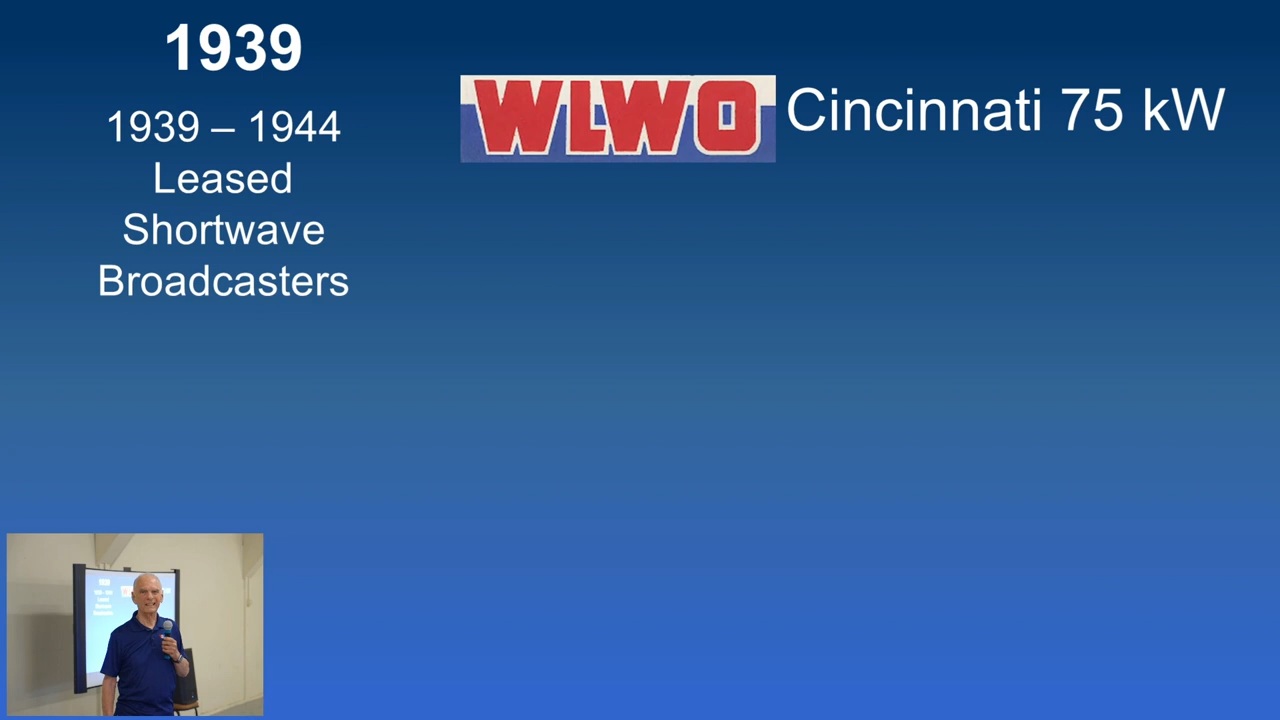 1939
1939 – 1944
Leased
Shortwave
Broadcasters
WLWO Cincinnati 75 kW